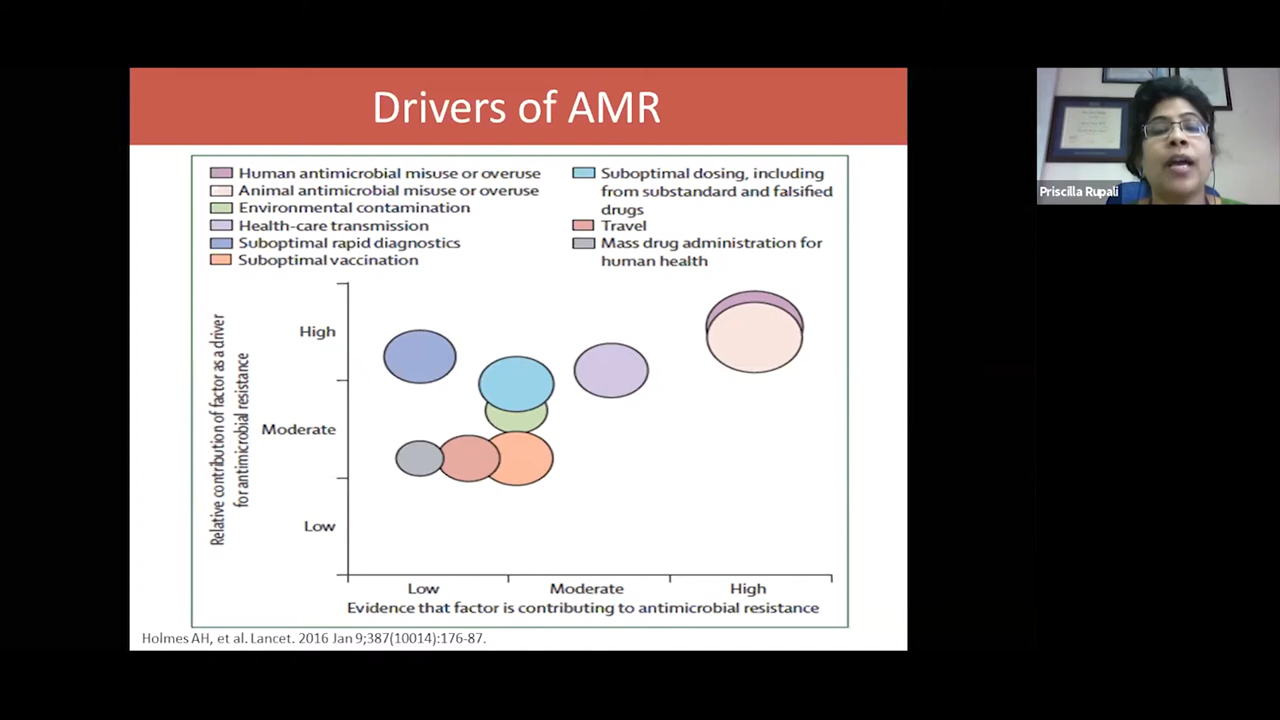 Drivers of AMR
Human antimicrobial misuse or overuse
Animal antimicrobial misuse or overuse
Environmental contamination
Health-care transmission
Suboptimal rapid diagnostics
Suboptimal vaccination
Suboptimal dosing, including
from substandard and falsified
drugs
Travel
Mass drug administration for
human health
Relative contribution of factor as a driver
for antimicrobial resistance
High
Moderate
Low
Low Moderate High
Evidence that factor is contributing to antimicrobial resistance
Holmes AH, et al. Lancet. 2016 Jan 9;387(10014):176-87.
Priscilla Rupali